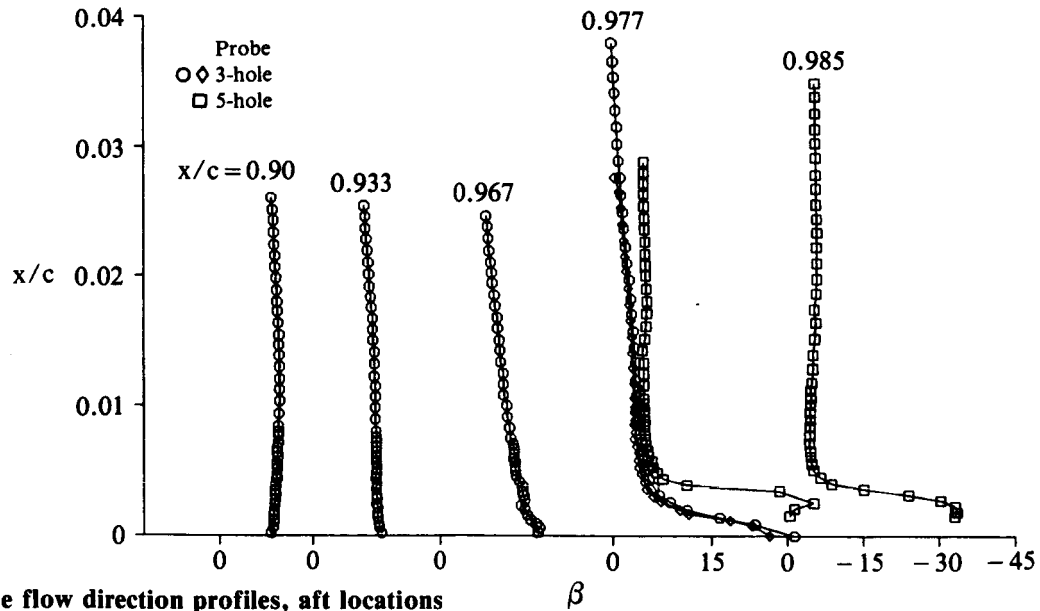 0.04
0.977
Probe
○ ◇ 3-hole
□ 5-hole
0.985
0.03
x/c = 0.90
0.933
0.967
x/c
0.02
0.01
0
0
0
0
0
15
0
−15
−30
−45
e flow direction profiles, aft locations
β